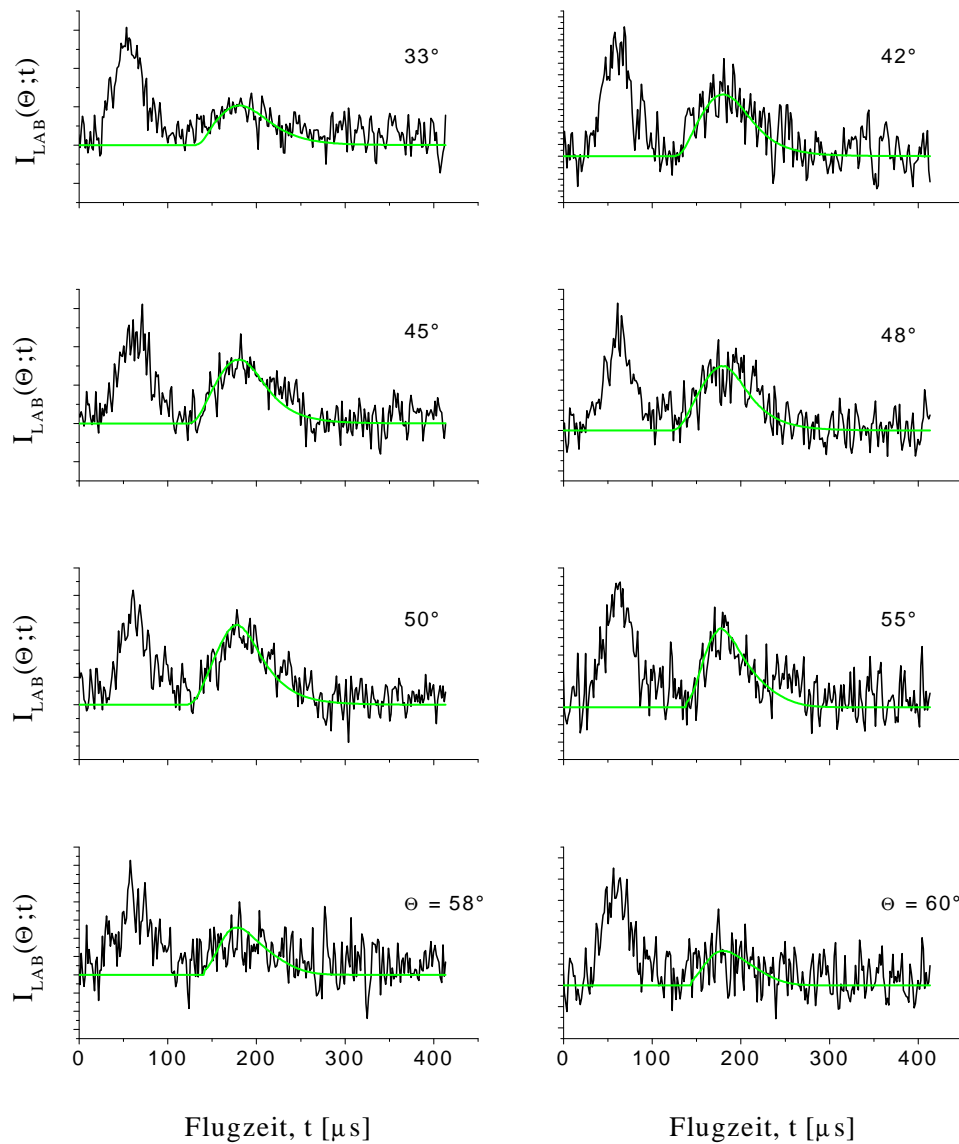 I_LAB(Θ;t)
33°
42°
I_LAB(Θ;t)
45°
48°
I_LAB(Θ;t)
50°
55°
I_LAB(Θ;t)
Θ = 58°
Θ = 60°
0 100 200 300 400
0 100 200 300 400
Flugzeit, t [µs]
Flugzeit, t [µs]